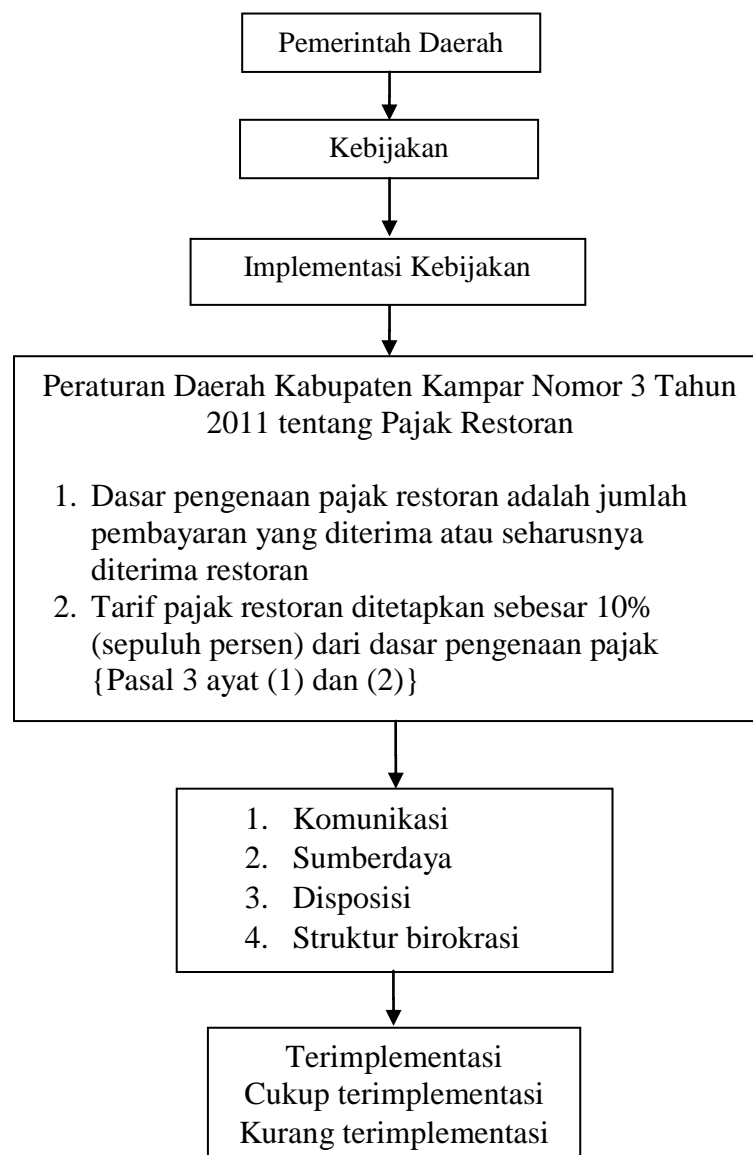 Pemerintah Daerah
Kebijakan
Implementasi Kebijakan
Peraturan Daerah Kabupaten Kampar Nomor 3 Tahun
2011 tentang Pajak Restoran
1. Dasar pengenaan pajak restoran adalah jumlah
pembayaran yang diterima atau seharusnya
diterima restoran
2. Tarif pajak restoran ditetapkan sebesar 10%
(sepuluh persen) dari dasar pengenaan pajak
{Pasal 3 ayat (1) dan (2)}
1. Komunikasi
2. Sumberdaya
3. Disposisi
4. Struktur birokrasi
Terimplementasi
Cukup terimplementasi
Kurang terimplementasi